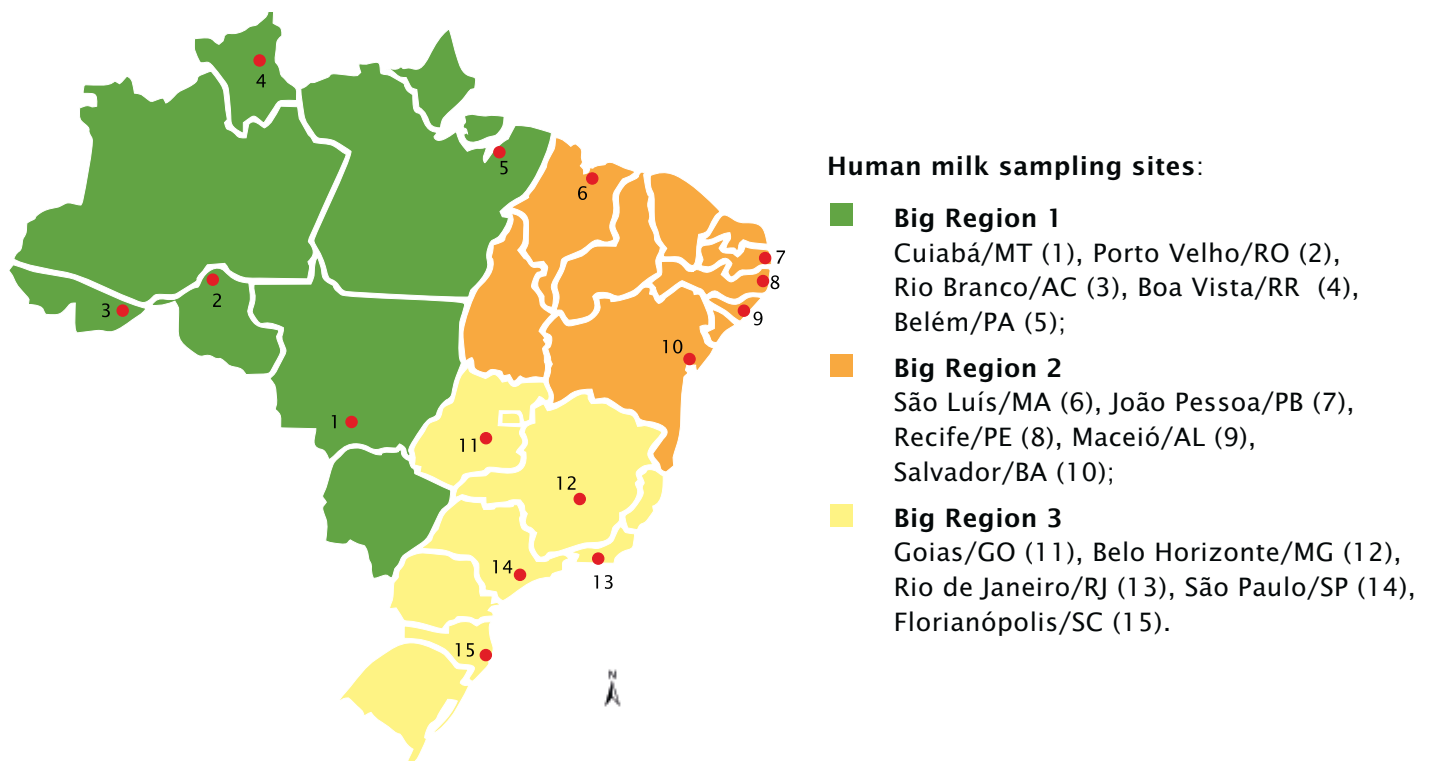 4
5
6
7
8
2
3
9
10
1
11
12
14
13
15
N
Human milk sampling sites:
Big Region 1
Cuiabá/MT (1), Porto Velho/RO (2),
Rio Branco/AC (3), Boa Vista/RR (4),
Belém/PA (5);
Big Region 2
São Luís/MA (6), João Pessoa/PB (7),
Recife/PE (8), Maceió/AL (9),
Salvador/BA (10);
Big Region 3
Goias/GO (11), Belo Horizonte/MG (12),
Rio de Janeiro/RJ (13), São Paulo/SP (14),
Florianópolis/SC (15).